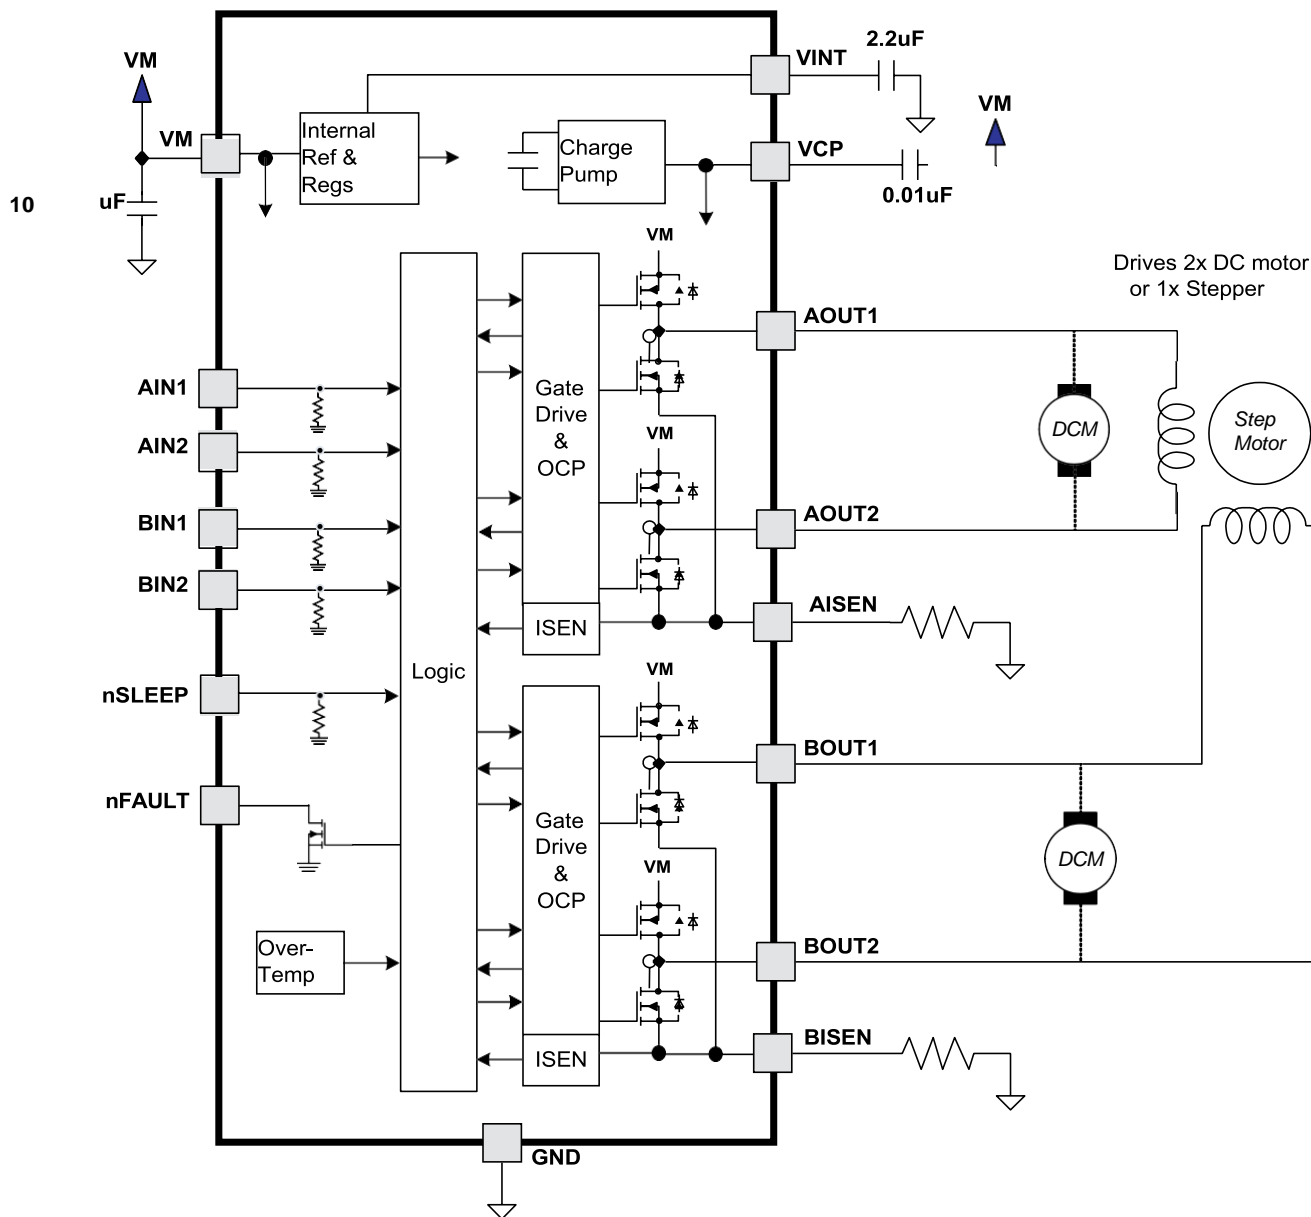 2.2uF
VM
VINT
VM
VM
Internal
Ref &
Regs
Charge
Pump
VCP
0.01uF
10
uF
VM
Drives 2x DC motor
or 1x Stepper
AOUT1
AIN1
Gate
Drive
&
OCP
DCM
Step
Motor
AIN2
VM
AOUT2
BIN1
BIN2
AISEN
ISEN
Logic
VM
nSLEEP
BOUT1
nFAULT
Gate
Drive
&
OCP
DCM
VM
Over-
Temp
BOUT2
BISEN
ISEN
GND